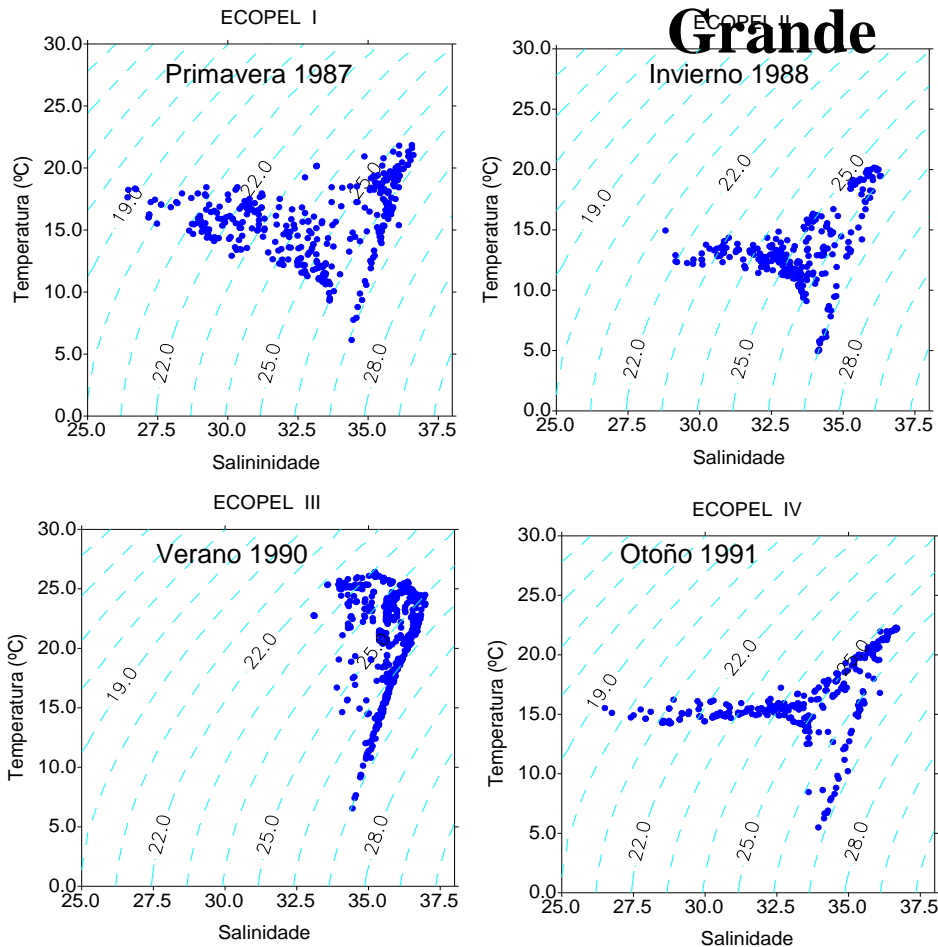 Grande
ECOPEL I
Primavera 1987
30.0
25.0
20.0
15.0
10.0
5.0
0.0
Temperatura (ºC)
19.0
22.0
25.0
22.0
25.0
28.0
25.0 27.5 30.0 32.5 35.0 37.5
Salininidade
ECOPEL II
Invierno 1988
30.0
25.0
20.0
15.0
10.0
5.0
0.0
Temperatura (ºC)
19.0
22.0
25.0
22.0
25.0
28.0
25.0 27.5 30.0 32.5 35.0 37.5
Salinidade
ECOPEL III
Verano 1990
30.0
25.0
20.0
15.0
10.0
5.0
0.0
Temperatura (ºC)
19.0
22.0
25.0
22.0
25.0
28.0
25.0 27.5 30.0 32.5 35.0 37.5
Salinidade
ECOPEL IV
Otoño 1991
30.0
25.0
20.0
15.0
10.0
5.0
0.0
Temperatura (ºC)
19.0
22.0
25.0
22.0
25.0
28.0
25.0 27.5 30.0 32.5 35.0 37.5
Salinidade